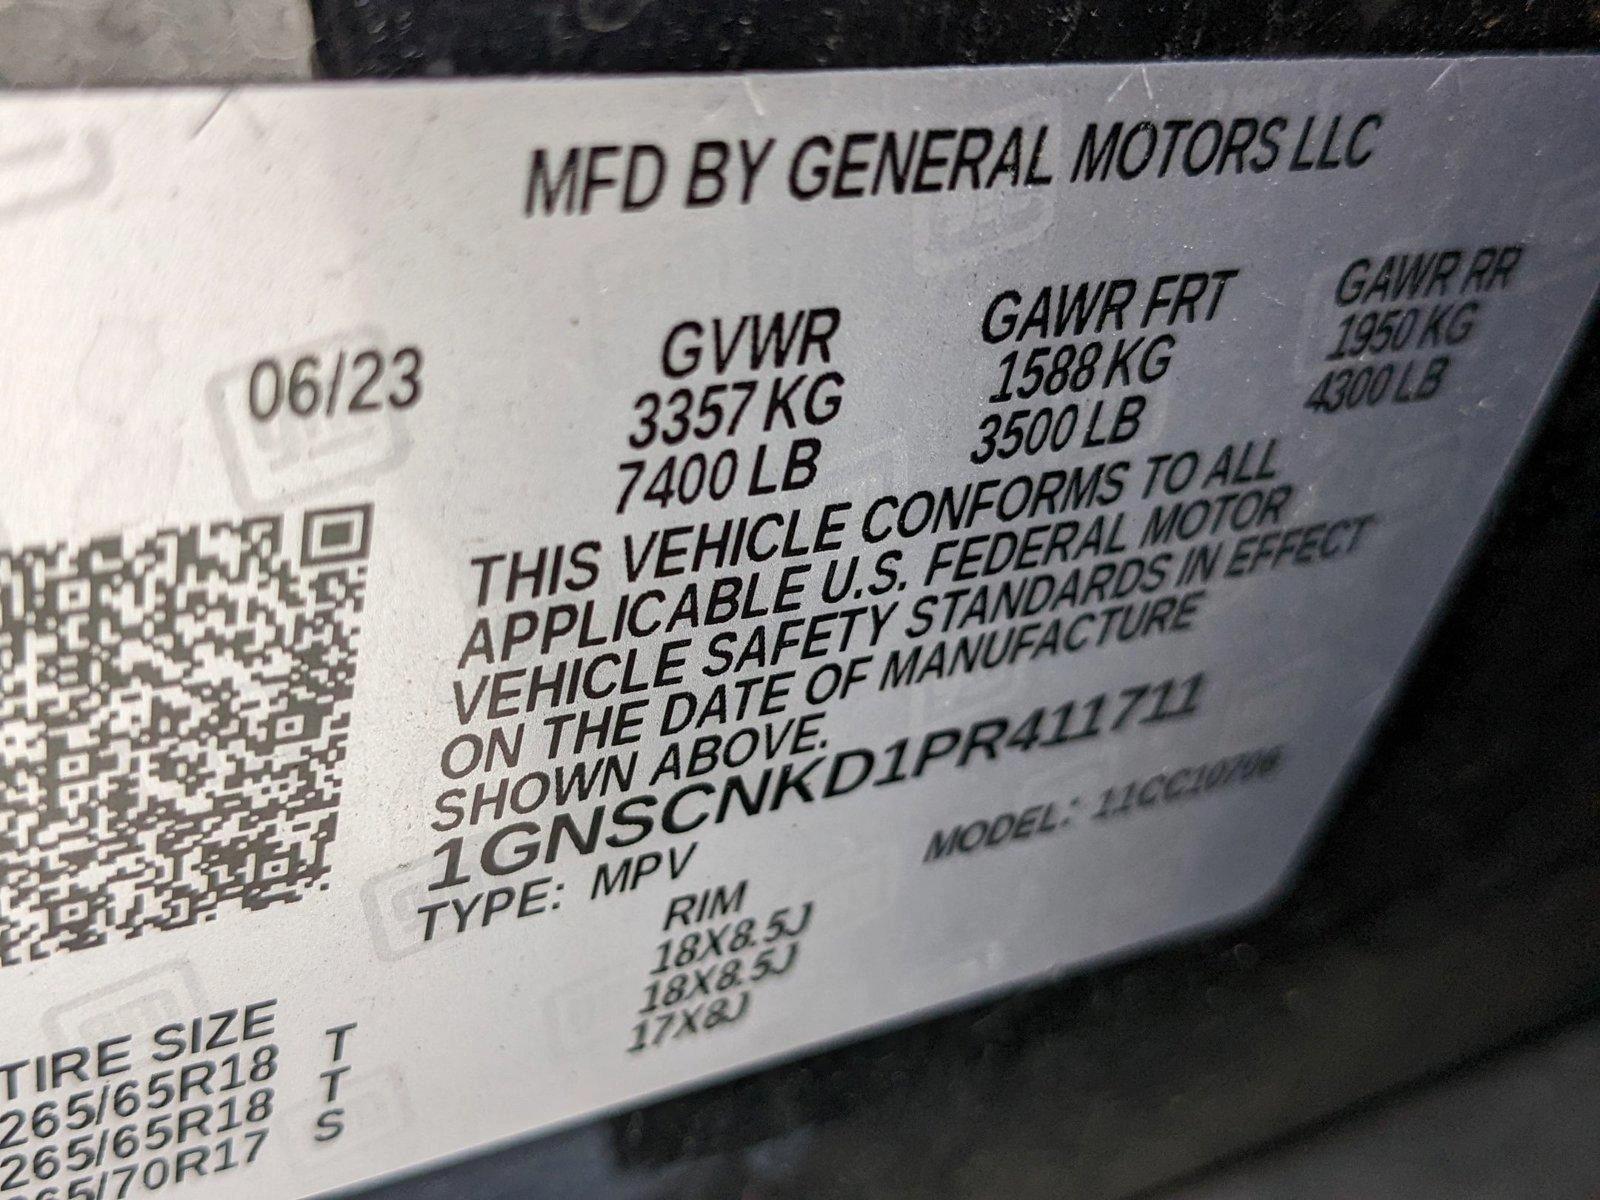 MFD BY GENERAL MOTORS LLC
06/23
GVWR
3357 KG
7400 LB
GAWR FRT
1588 KG
3500 LB
GAWR RR
1950 KG
4300 LB
THIS VEHICLE CONFORMS TO ALL
APPLICABLE U.S. FEDERAL MOTOR
VEHICLE SAFETY STANDARDS IN EFFECT
ON THE DATE OF MANUFACTURE
SHOWN ABOVE.
1GNSCNKD1PR411711
TYPE: MPV
MODEL: 11CC10706
TIRE SIZE
265/65R18 T
265/65R18 T
265/70R17 S
RIM
18X8.5J
18X8.5J
17X8J